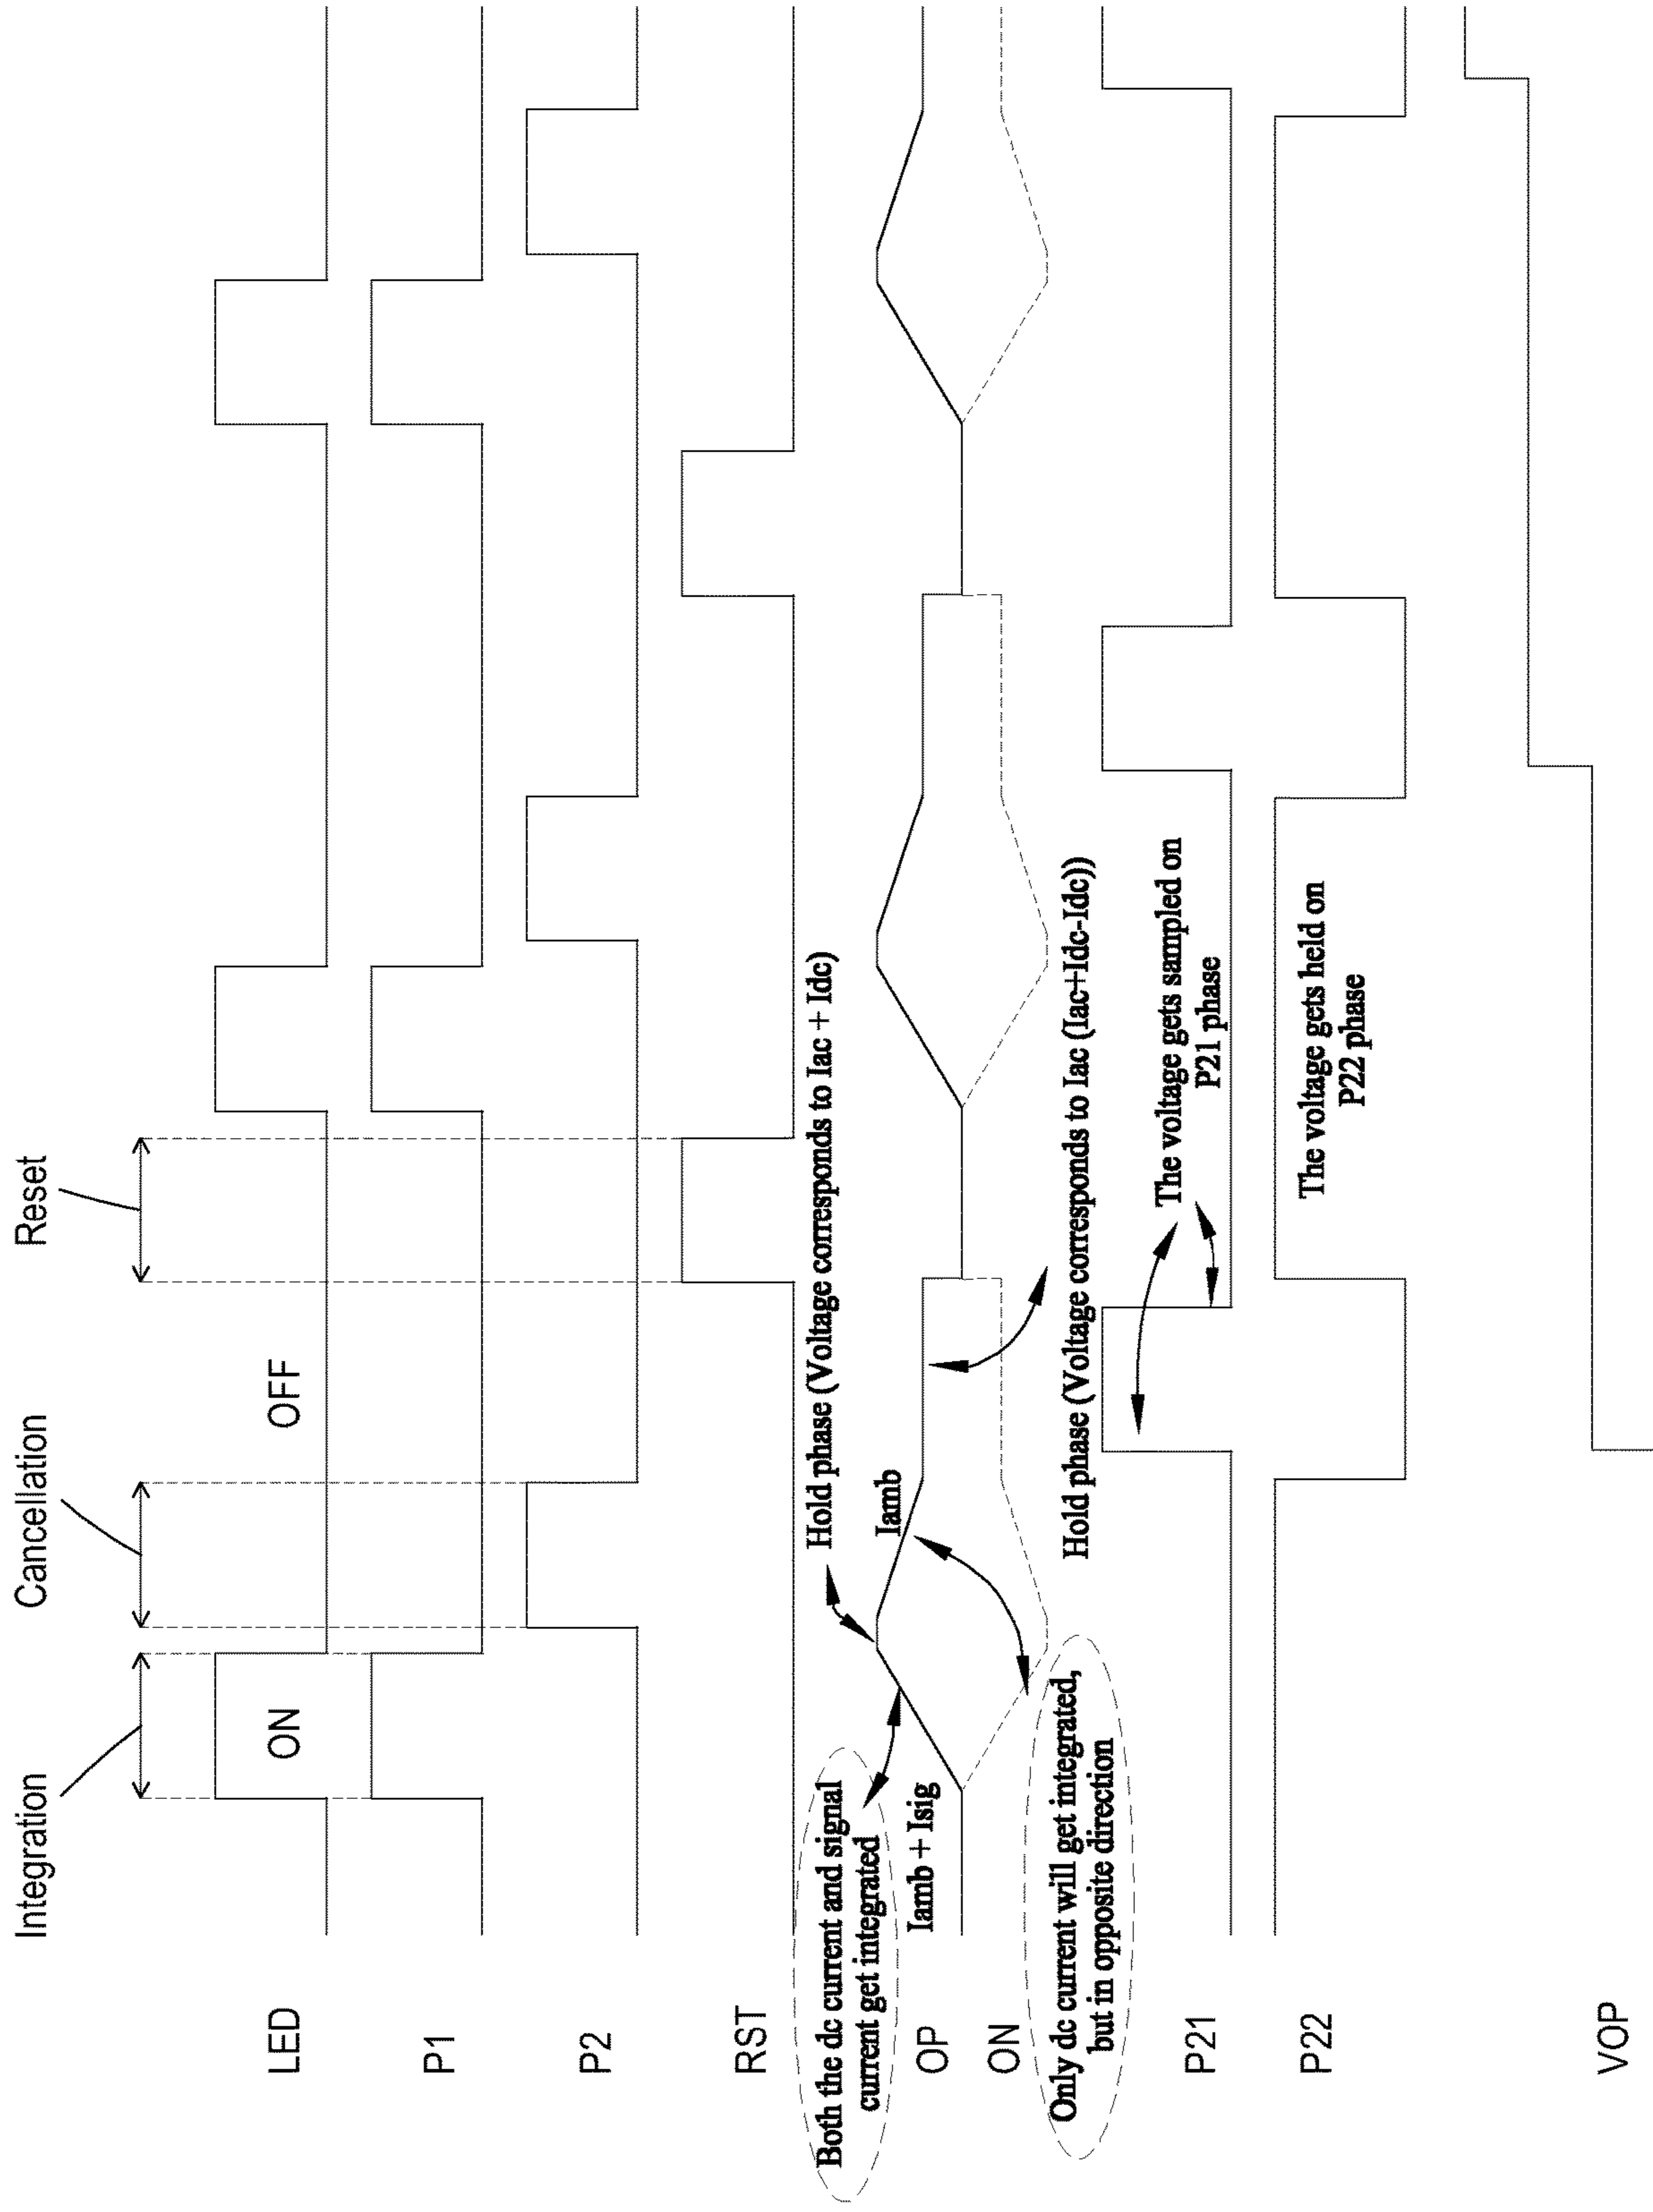 Integration
Cancellation
Reset
LED
ON
OFF
P1
P2
RST
Both the dc current and signal
current get integrated
Hold phase (Voltage corresponds to Iac + Idc)
Iamb + Isig
Iamb
OP
ON
Only dc current will get integrated,
but in opposite direction
Hold phase (Voltage corresponds to Iac (Iac+Idc-Idc))
P21
The voltage gets sampled on
P21 phase
P22
The voltage gets held on
P22 phase
VOP